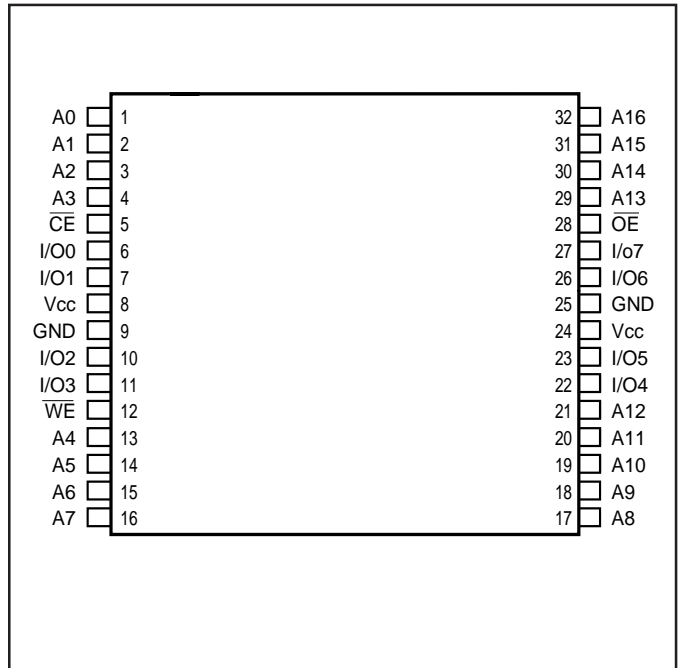 A0 1 32 A16
A1 2 31 A15
A2 3 30 A14
A3 4 29 A13
C̅E̅ 5 28 O̅E̅
I/O0 6 27 I/o7
I/O1 7 26 I/O6
Vcc 8 25 GND
GND 9 24 Vcc
I/O2 10 23 I/O5
I/O3 11 22 I/O4
W̅E̅ 12 21 A12
A4 13 20 A11
A5 14 19 A10
A6 15 18 A9
A7 16 17 A8